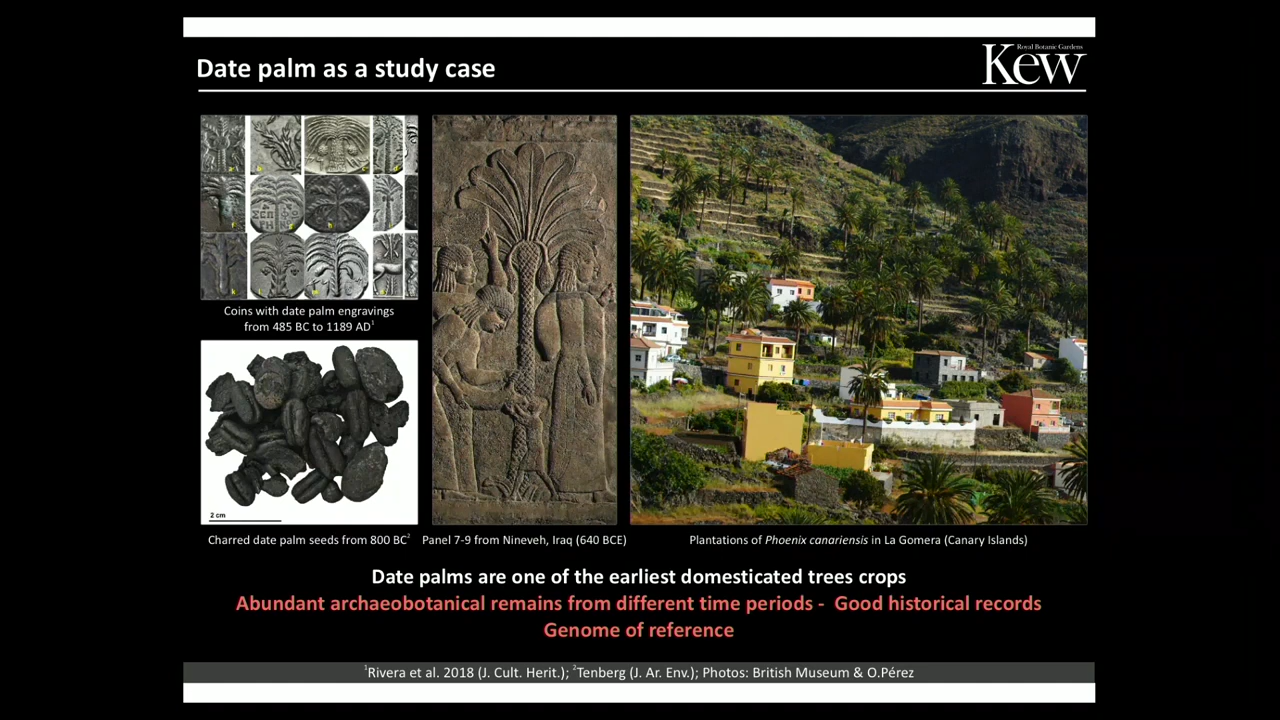 Date palm as a study case
Royal Botanic Gardens
Kew
Coins with date palm engravings
from 485 BC to 1189 AD¹
2 cm
Charred date palm seeds from 800 BC²
Panel 7-9 from Nineveh, Iraq (640 BCE)
Plantations of Phoenix canariensis in La Gomera (Canary Islands)
Date palms are one of the earliest domesticated trees crops
Abundant archaeobotanical remains from different time periods - Good historical records
Genome of reference
¹Rivera et al. 2018 (J. Cult. Herit.); ²Tenberg (J. Ar. Env.); Photos: British Museum & O.Pérez